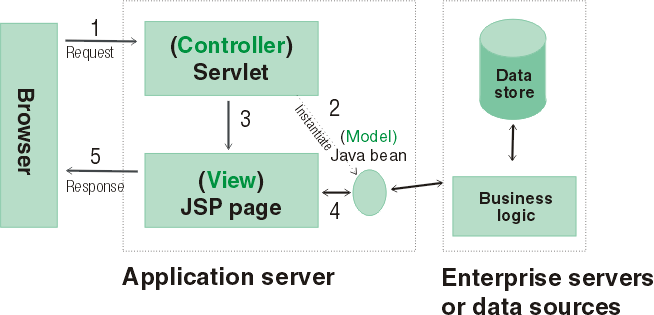 Browser
1
Request
(Controller)
Servlet
2
Instantiate
3
(Model)
Java bean
5
Response
(View)
JSP page
4
Application server
Data
store
Business
logic
Enterprise servers
or data sources